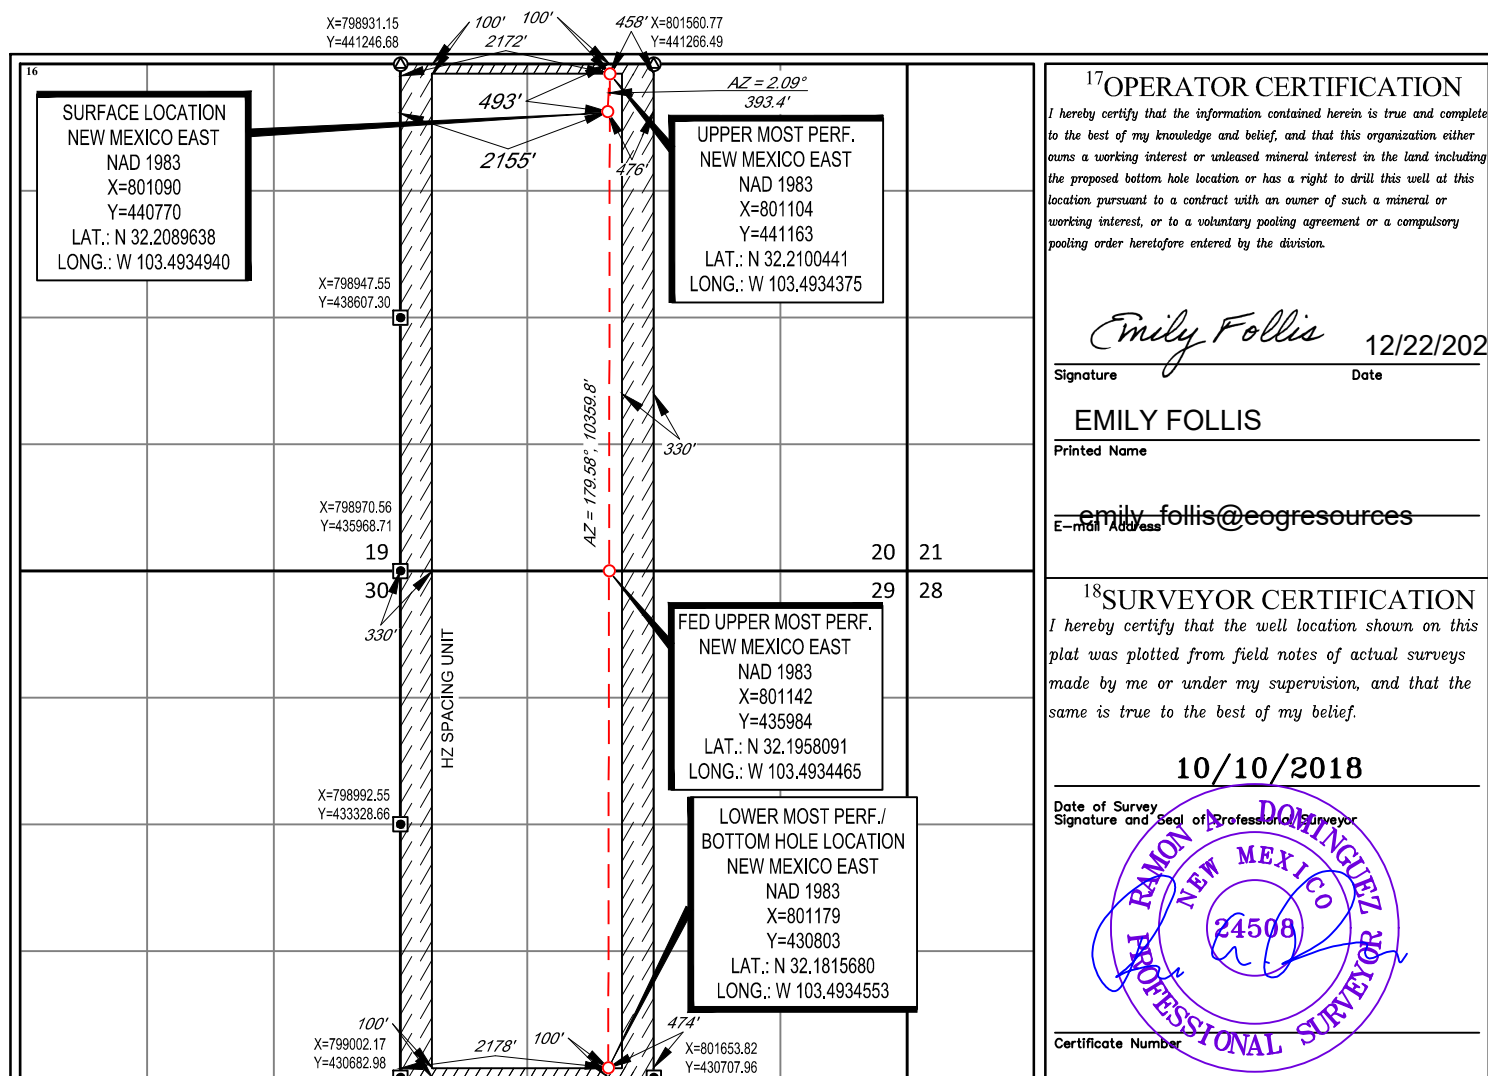 X=798931.15
Y=441246.68
100'
100'
458'
X=801560.77
Y=441266.49
2172'
16
AZ = 2.09°
393.4'
493'
2155'
476'
SURFACE LOCATION
NEW MEXICO EAST
NAD 1983
X=801090
Y=440770
LAT.: N 32.2089638
LONG.: W 103.4934940
UPPER MOST PERF.
NEW MEXICO EAST
NAD 1983
X=801104
Y=441163
LAT.: N 32.2100441
LONG.: W 103.4934375
X=798947.55
Y=438607.30
AZ = 179.58°, 10359.8'
330'
X=798970.56
Y=435968.71
19
20
21
30
29
28
330'
HZ SPACING UNIT
FED UPPER MOST PERF.
NEW MEXICO EAST
NAD 1983
X=801142
Y=435984
LAT.: N 32.1958091
LONG.: W 103.4934465
X=798992.55
Y=433328.66
LOWER MOST PERF./
BOTTOM HOLE LOCATION
NEW MEXICO EAST
NAD 1983
X=801179
Y=430803
LAT.: N 32.1815680
LONG.: W 103.4934553
100'
X=799002.17
Y=430682.98
2178'
100'
474'
X=801653.82
Y=430707.96
17OPERATOR CERTIFICATION
I hereby certify that the information contained herein is true and complete
to the best of my knowledge and belief, and that this organization either
owns a working interest or unleased mineral interest in the land including
the proposed bottom hole location or has a right to drill this well at this
location pursuant to a contract with an owner of such a mineral or
working interest, or to a voluntary pooling agreement or a compulsory
pooling order heretofore entered by the division.
Emily Follis
12/22/202
Signature
Date
EMILY FOLLIS
Printed Name
emily_follis@eogresources
E-mail Address
18SURVEYOR CERTIFICATION
I hereby certify that the well location shown on this
plat was plotted from field notes of actual surveys
made by me or under my supervision, and that the
same is true to the best of my belief.
10/10/2018
Date of Survey
Signature and Seal of Professional Surveyor
RAMON A. DOMINGUEZ
NEW MEXICO
24508
PROFESSIONAL SURVEYOR
Certificate Number